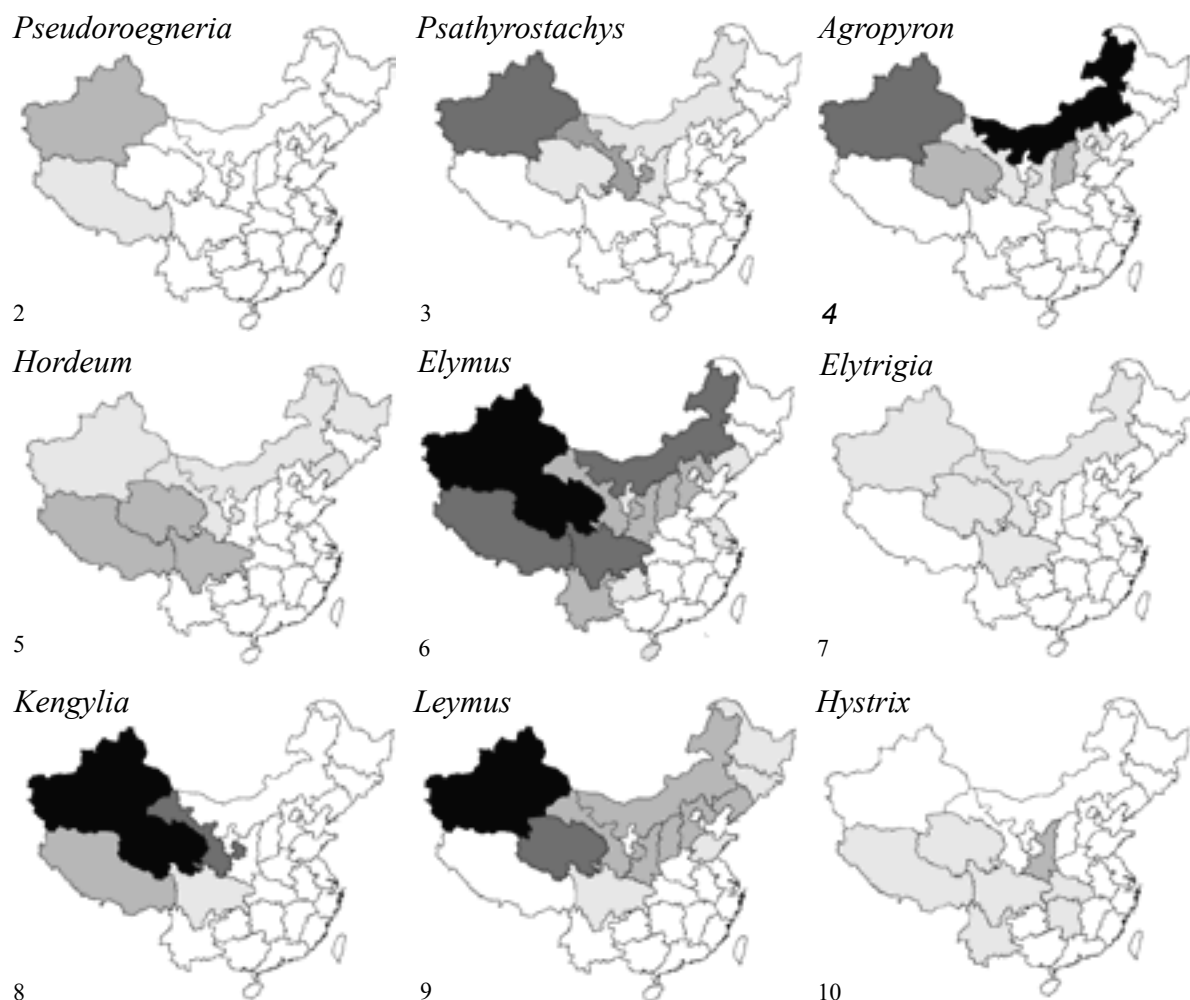 Pseudoroegneria
Psathyrostachys
Agropyron
2
3
4
Hordeum
Elymus
Elytrigia
5
6
7
Kengylia
Leymus
Hystrix
8
9
10